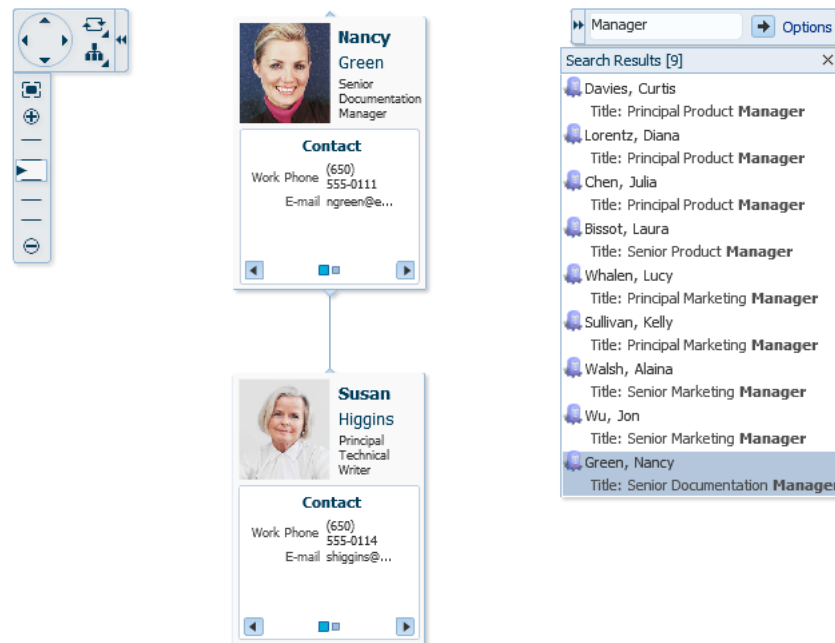 Nancy
Green
Senior
Documentation
Manager
Contact
Work Phone (650)
555-0111
E-mail ngreen@e...
Susan
Higgins
Principal
Technical
Writer
Contact
Work Phone (650)
555-0114
E-mail shiggins@...
Manager Options
Search Results [9]
Davies, Curtis
Title: Principal Product Manager
Lorentz, Diana
Title: Principal Product Manager
Chen, Julia
Title: Principal Product Manager
Bissot, Laura
Title: Senior Product Manager
Whalen, Lucy
Title: Principal Marketing Manager
Sullivan, Kelly
Title: Principal Marketing Manager
Walsh, Alaina
Title: Senior Marketing Manager
Wu, Jon
Title: Senior Marketing Manager
Green, Nancy
Title: Senior Documentation Manager